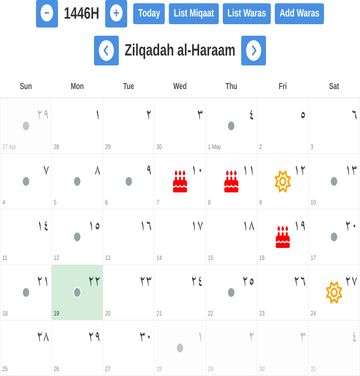 − 1446H + Today List Miqaat List Waras Add Waras
Zilqadah al-Haraam
Sun Mon Tue Wed Thu Fri Sat
٢٩ ١ ٢ ٣ ٤ ٥ ٦
27 Apr 28 29 30 1 May 2 3
٧ ٨ ٩ ١٠ ١١ ١٢ ١٣
4 5 6 7 8 9 10
١٤ ١٥ ١٦ ١٧ ١٨ ١٩ ٢٠
11 12 13 14 15 16 17
٢١ ٢٢ ٢٣ ٢٤ ٢٥ ٢٦ ٢٧
18 19 20 21 22 23 24
٢٨ ٢٩ ٣٠ ١ ٢ ٣ ٤
25 26 27 28 29 30 31